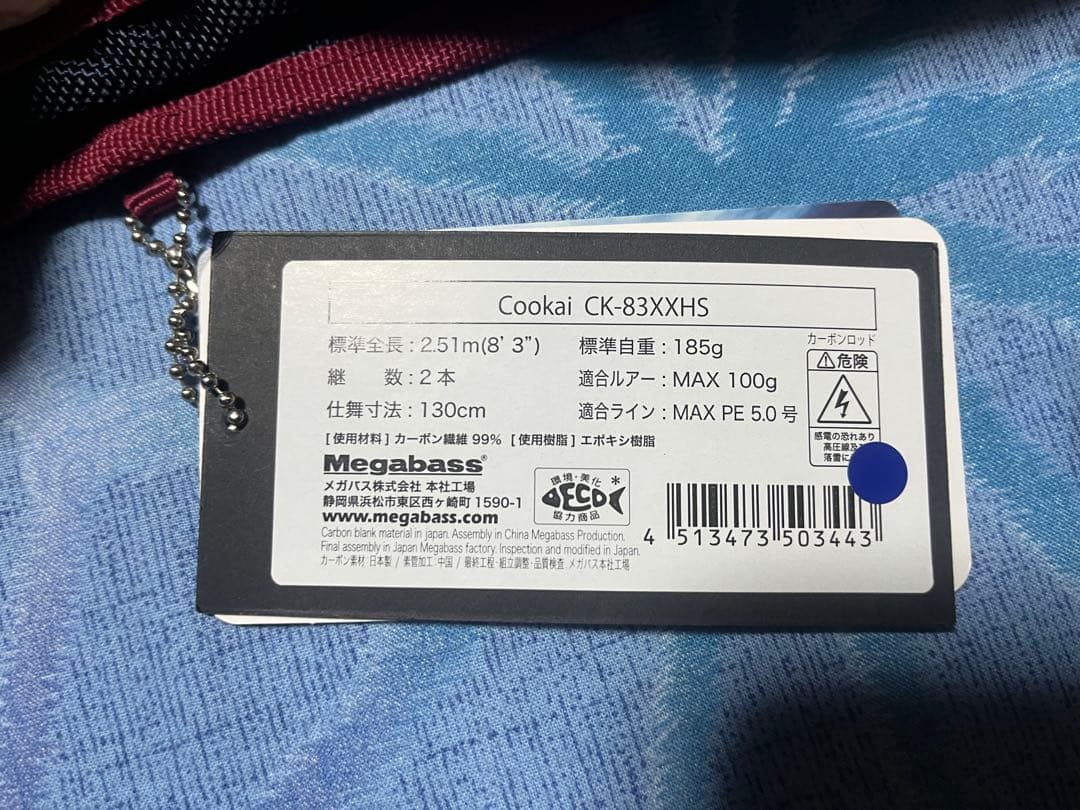 Cookai CK-83XXHS
標準全長 : 2.51m(8' 3") 標準自重 : 185g
継 数 : 2 本 適合ルアー : MAX 100g
仕舞寸法 : 130cm 適合ライン : MAX PE 5.0 号
カーボンロッド
⚠危険
感電の恐れあり
高圧線及
落雷に
[ 使用材料 ] カーボン繊維 99% [ 使用樹脂 ] エポキシ樹脂
Megabass®
メガバス株式会社 本社工場
静岡県浜松市東区西ヶ崎町 1590-1
www.megabass.com
環境・美化
ECO
協力商品
*
4 513473 503443
Carbon blank material in japan. Assembly in China Megabass Production.
Final assembly in Japan Megabass factory. Inspection and modified in Japan.
カーボン素材:日本製 / 素管加工:中国 / 最終工程・組立調整・品質検査:メガバス本社工場